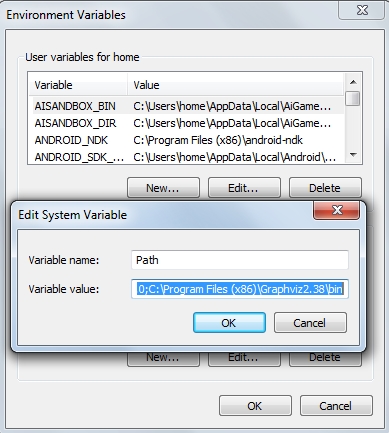 Environment Variables
User variables for home
Variable Value
AISANDBOX_BIN C:\Users\home\AppData\Local\AiGame...
AISANDBOX_DIR C:\Users\home\AppData\Local\AiGame...
ANDROID_NDK C:\Program Files (x86)\android-ndk
ANDROID_SDK_... C:\Users\home\AppData\Local\Android\...
New... Edit... Delete
Edit System Variable
Variable name: Path
Variable value: 0;C:\Program Files (x86)\Graphviz2.38\bin
OK Cancel
New... Edit... Delete
OK Cancel